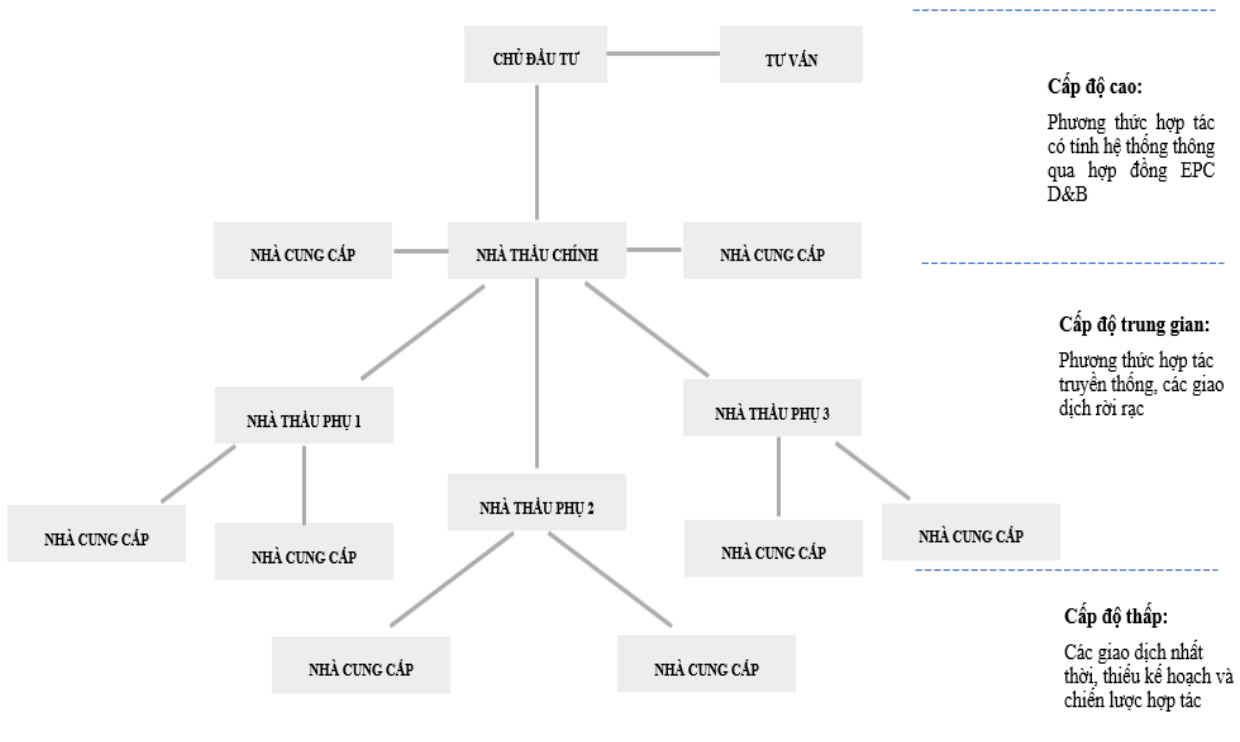 CHỦ ĐẦU TƯ
TƯ VẤN
Cấp độ cao:
Phương thức hợp tác
có tính hệ thống thông
qua hợp đồng EPC
D&B
NHÀ CUNG CẤP
NHÀ THẦU CHÍNH
NHÀ CUNG CẤP
Cấp độ trung gian:
Phương thức hợp tác
truyền thống, các giao
dịch rời rạc
NHÀ THẦU PHỤ 1
NHÀ THẦU PHỤ 3
NHÀ THẦU PHỤ 2
NHÀ CUNG CẤP
NHÀ CUNG CẤP
NHÀ CUNG CẤP
NHÀ CUNG CẤP
Cấp độ thấp:
Các giao dịch nhất
thời, thiếu kế hoạch và
chiến lược hợp tác
NHÀ CUNG CẤP
NHÀ CUNG CẤP